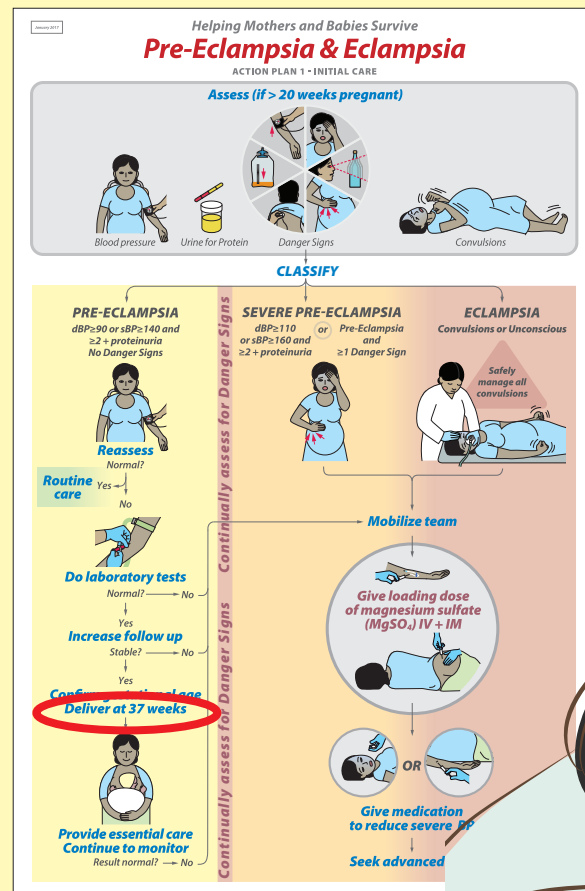 January 2017
Helping Mothers and Babies Survive
Pre-Eclampsia & Eclampsia
ACTION PLAN 1 - INITIAL CARE
Assess (if > 20 weeks pregnant)
Blood pressure
Urine for Protein
Danger Signs
Convulsions
CLASSIFY
PRE-ECLAMPSIA
dBP≥90 or sBP≥140 and
≥2 + proteinuria
No Danger Signs
Reassess
Normal?
Routine
care
Yes
No
Do laboratory tests
Normal?
No
Yes
Increase follow up
Stable?
No
Yes
Confirm gestational age
Deliver at 37 weeks
Provide essential care
Continue to monitor
Result normal?
No
Continually assess for Danger Signs
Continually assess for Danger Signs
SEVERE PRE-ECLAMPSIA
dBP≥110
or sBP≥160 and
≥2 + proteinuria
or
Pre-Eclampsia
and
≥1 Danger Sign
ECLAMPSIA
Convulsions or Unconscious
Safely
manage all
convulsions
Mobilize team
Give loading dose
of magnesium sulfate
(MgSO₄) IV + IM
OR
Give medication
to reduce severe BP
Seek advanced